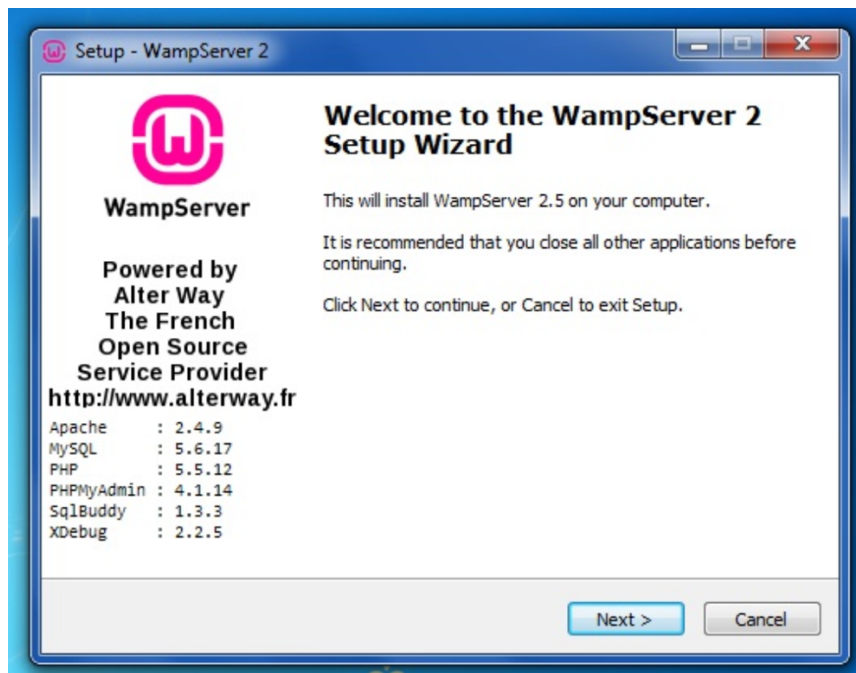 Setup - WampServer 2
WampServer
Powered by
Alter Way
The French
Open Source
Service Provider
http://www.alterway.fr
Apache : 2.4.9
MySQL : 5.6.17
PHP : 5.5.12
PHPMyAdmin : 4.1.14
SqlBuddy : 1.3.3
XDebug : 2.2.5
Welcome to the WampServer 2
Setup Wizard
This will install WampServer 2.5 on your computer.
It is recommended that you close all other applications before
continuing.
Click Next to continue, or Cancel to exit Setup.
Next >
Cancel